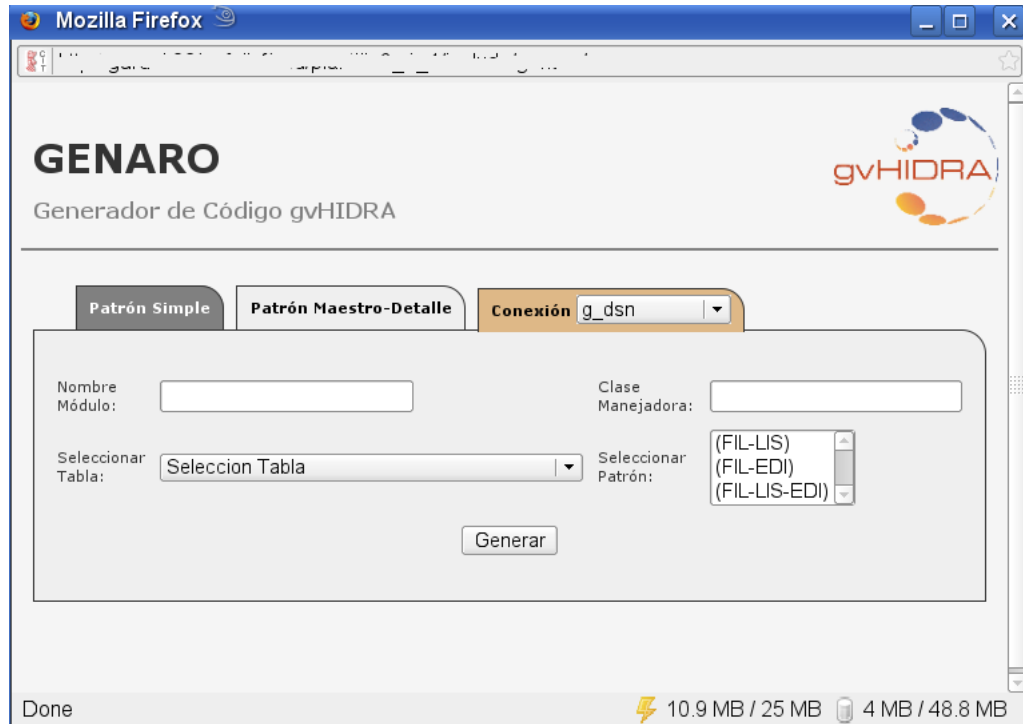 Mozilla Firefox
GENARO
gvHIDRA
Generador de Código gvHIDRA
Patrón Simple
Patrón Maestro-Detalle
Conexión g_dsn
Nombre Módulo:
Clase Manejadora:
Seleccionar Tabla:
Seleccion Tabla
Seleccionar Patrón:
(FIL-LIS)
(FIL-EDI)
(FIL-LIS-EDI)
Generar
Done
10.9 MB / 25 MB
4 MB / 48.8 MB